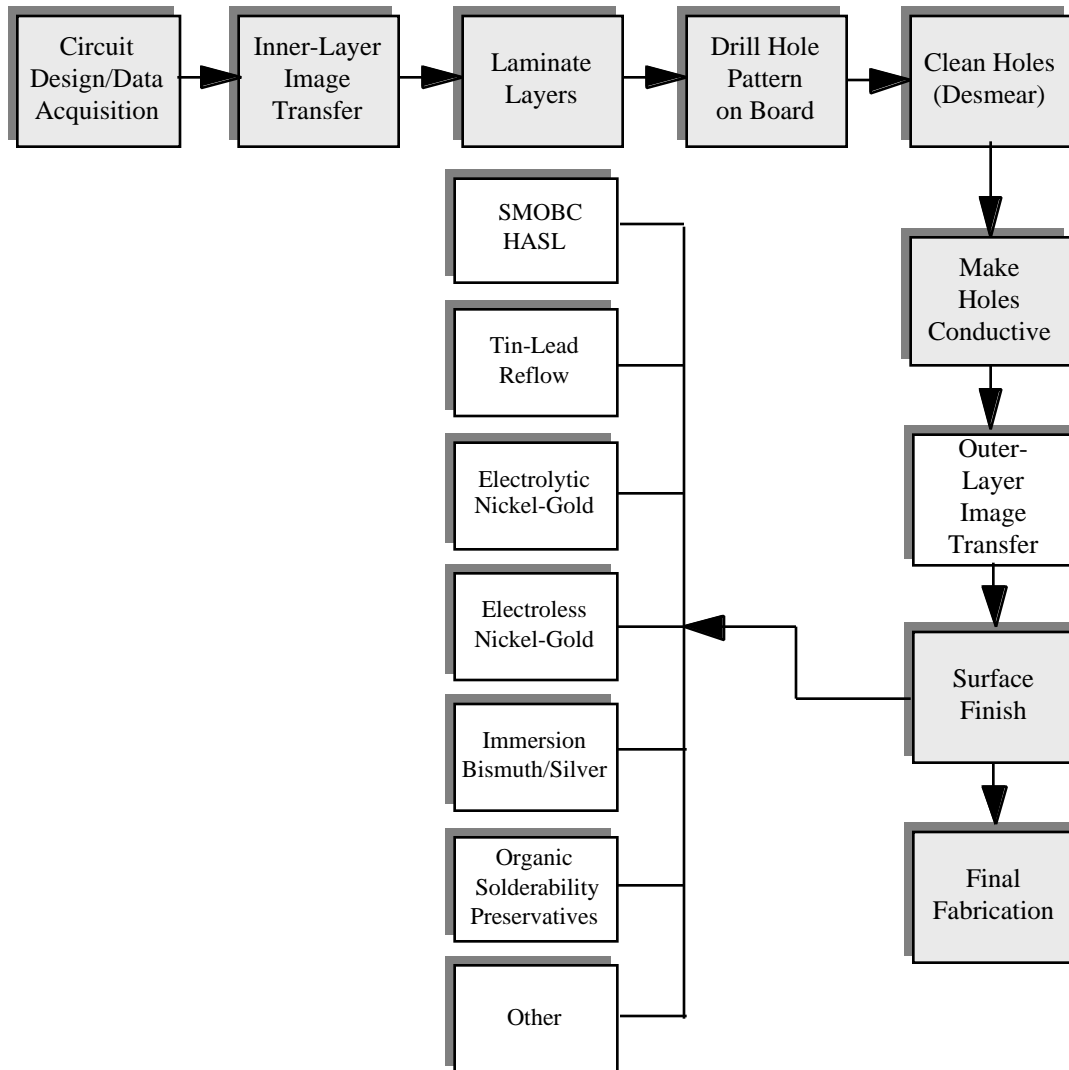 Circuit
Design/Data
Acquisition
Inner-Layer
Image
Transfer
Laminate
Layers
Drill Hole
Pattern
on Board
Clean Holes
(Desmear)
SMOBC
HASL
Tin-Lead
Reflow
Electrolytic
Nickel-Gold
Electroless
Nickel-Gold
Immersion
Bismuth/Silver
Organic
Solderability
Preservatives
Other
Make
Holes
Conductive
Outer-
Layer
Image
Transfer
Surface
Finish
Final
Fabrication